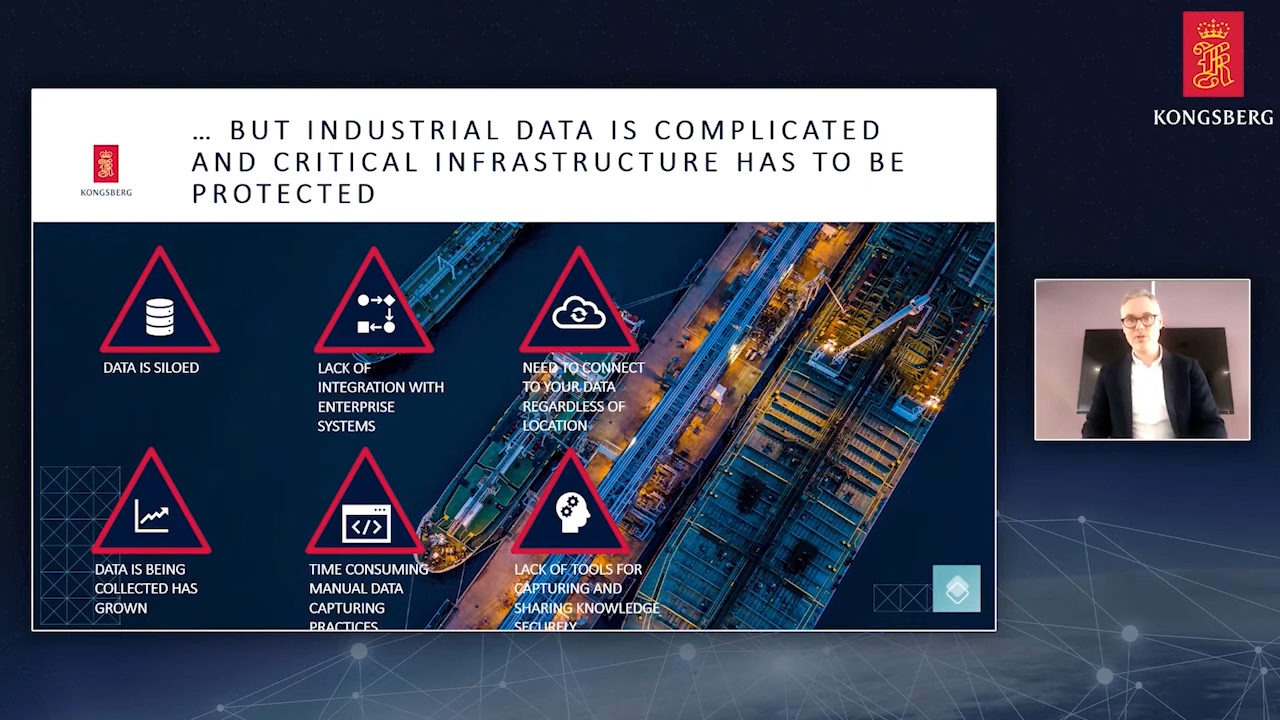 KONGSBERG
… BUT INDUSTRIAL DATA IS COMPLICATED
AND CRITICAL INFRASTRUCTURE HAS TO BE
PROTECTED
KONGSBERG
DATA IS SILOED
LACK OF
INTEGRATION WITH
ENTERPRISE
SYSTEMS
NEED TO CONNECT
TO YOUR DATA
REGARDLESS OF
LOCATION
DATA IS BEING
COLLECTED HAS
GROWN
TIME CONSUMING
MANUAL DATA
CAPTURING
PRACTICES
LACK OF TOOLS FOR
CAPTURING AND
SHARING KNOWLEDGE
SECURELY